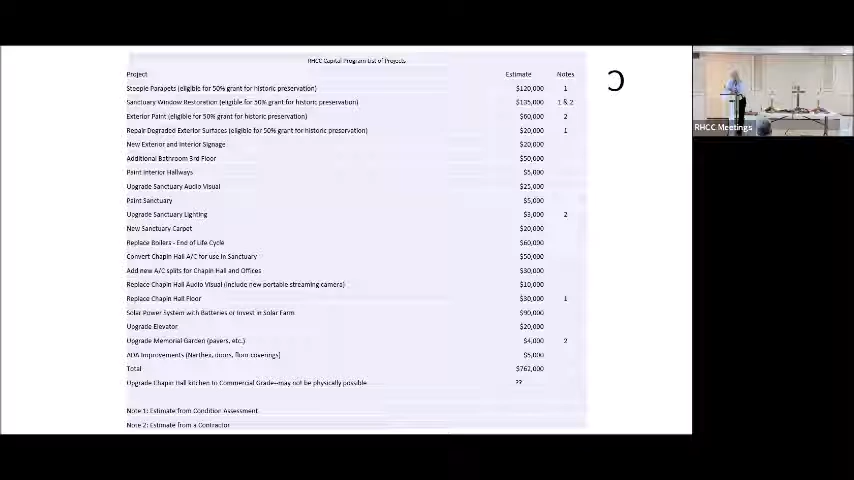 RHCC Capital Program List of Projects
Project Estimate Notes
Steeple Parapets (eligible for 50% grant for historic preservation) $120,000 1
Sanctuary Window Restoration (eligible for 50% grant for historic preservation) $135,000 1 & 2
Exterior Paint (eligible for 50% grant for historic preservation) $60,000 2
Repair Degraded Exterior Surfaces (eligible for 50% grant for historic preservation) $20,000 1
New Exterior and Interior Signage $20,000
Additional Bathroom 3rd Floor $50,000
Paint Interior Hallways $5,000
Upgrade Sanctuary Audio Visual $25,000
Paint Sanctuary $5,000
Upgrade Sanctuary Lighting $3,000 2
New Sanctuary Carpet $20,000
Replace Boilers - End of Life Cycle $60,000
Convert Chapin Hall A/C for use in Sanctuary $50,000
Add new A/C splits for Chapin Hall and Offices $30,000
Replace Chapin Hall Audio Visual (include new portable streaming camera) $10,000
Replace Chapin Hall Floor $30,000 1
Solar Power System with Batteries or Invest in Solar Farm $90,000
Upgrade Elevator $20,000
Upgrade Memorial Garden (pavers, etc.) $4,000 2
ADA Improvements (Narthex, doors, floor coverings) $5,000
Total $762,000
Upgrade Chapin Hall kitchen to Commercial Grade--may not be physically possible ??
Note 1: Estimate from Condition Assessment
Note 2: Estimate from a Contractor
RHCC Meetings